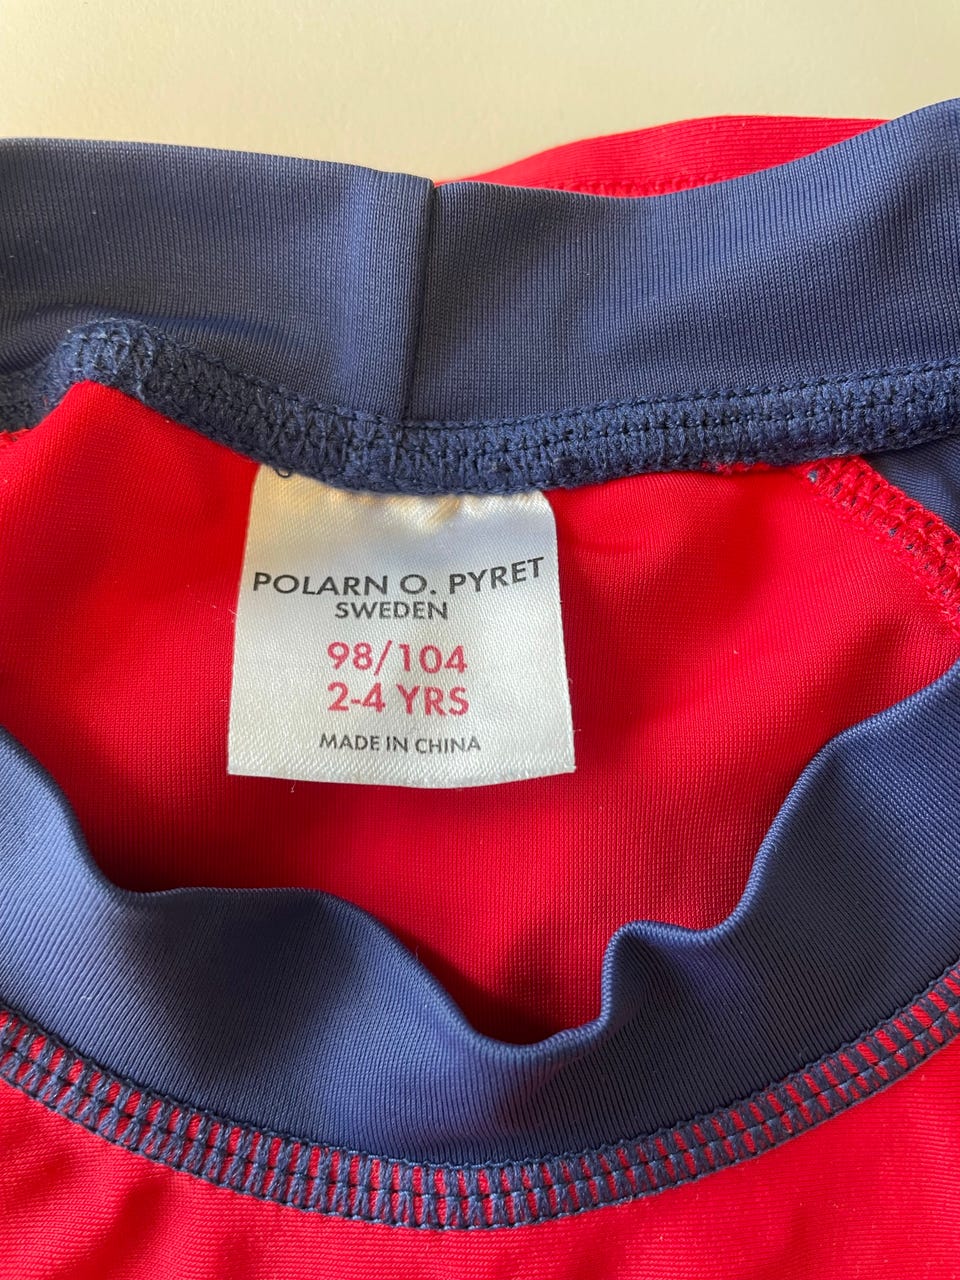 POLARN O. PYRET
SWEDEN
98/104
2-4 YRS
MADE IN CHINA